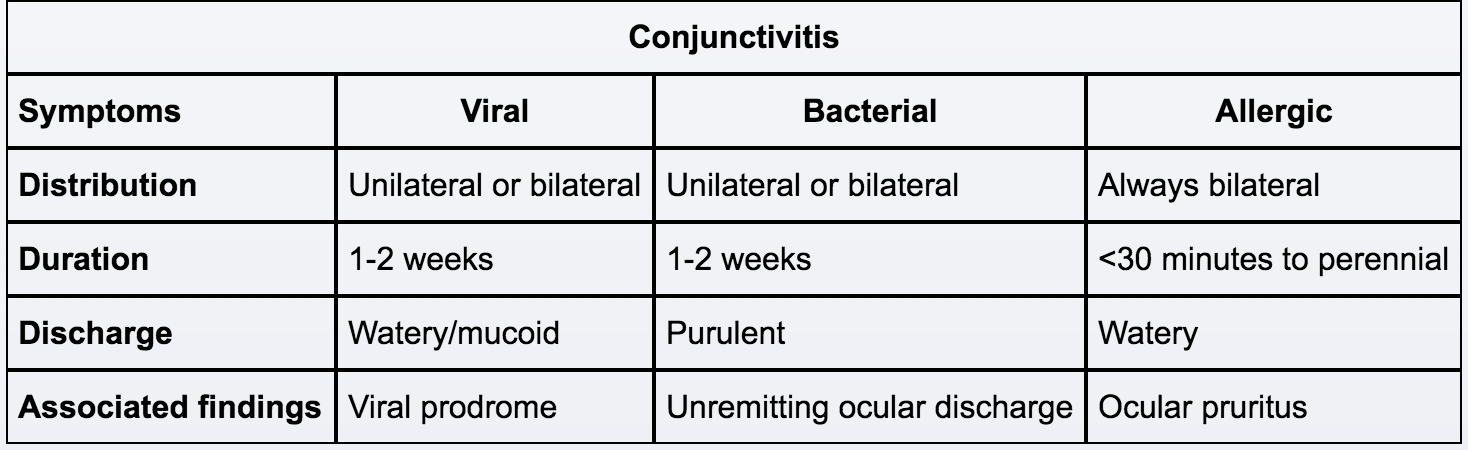 Conjunctivitis
Symptoms Viral Bacterial Allergic
Distribution Unilateral or bilateral Unilateral or bilateral Always bilateral
Duration 1-2 weeks 1-2 weeks <30 minutes to perennial
Discharge Watery/mucoid Purulent Watery
Associated findings Viral prodrome Unremitting ocular discharge Ocular pruritus